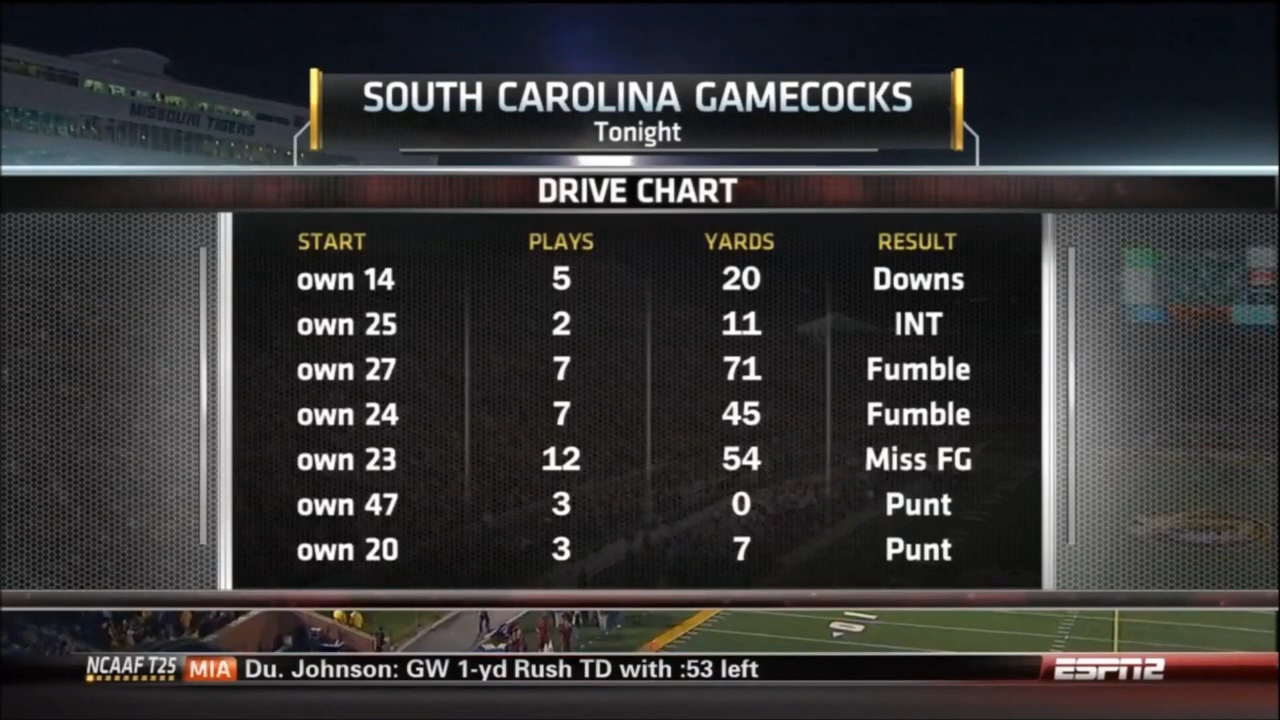 MISSOURI TIGERS
SOUTH CAROLINA GAMECOCKS
Tonight
DRIVE CHART
START PLAYS YARDS RESULT
own 14 5 20 Downs
own 25 2 11 INT
own 27 7 71 Fumble
own 24 7 45 Fumble
own 23 12 54 Miss FG
own 47 3 0 Punt
own 20 3 7 Punt
NCAAF T25 MIA Du. Johnson: GW 1-yd Rush TD with :53 left ESPN2